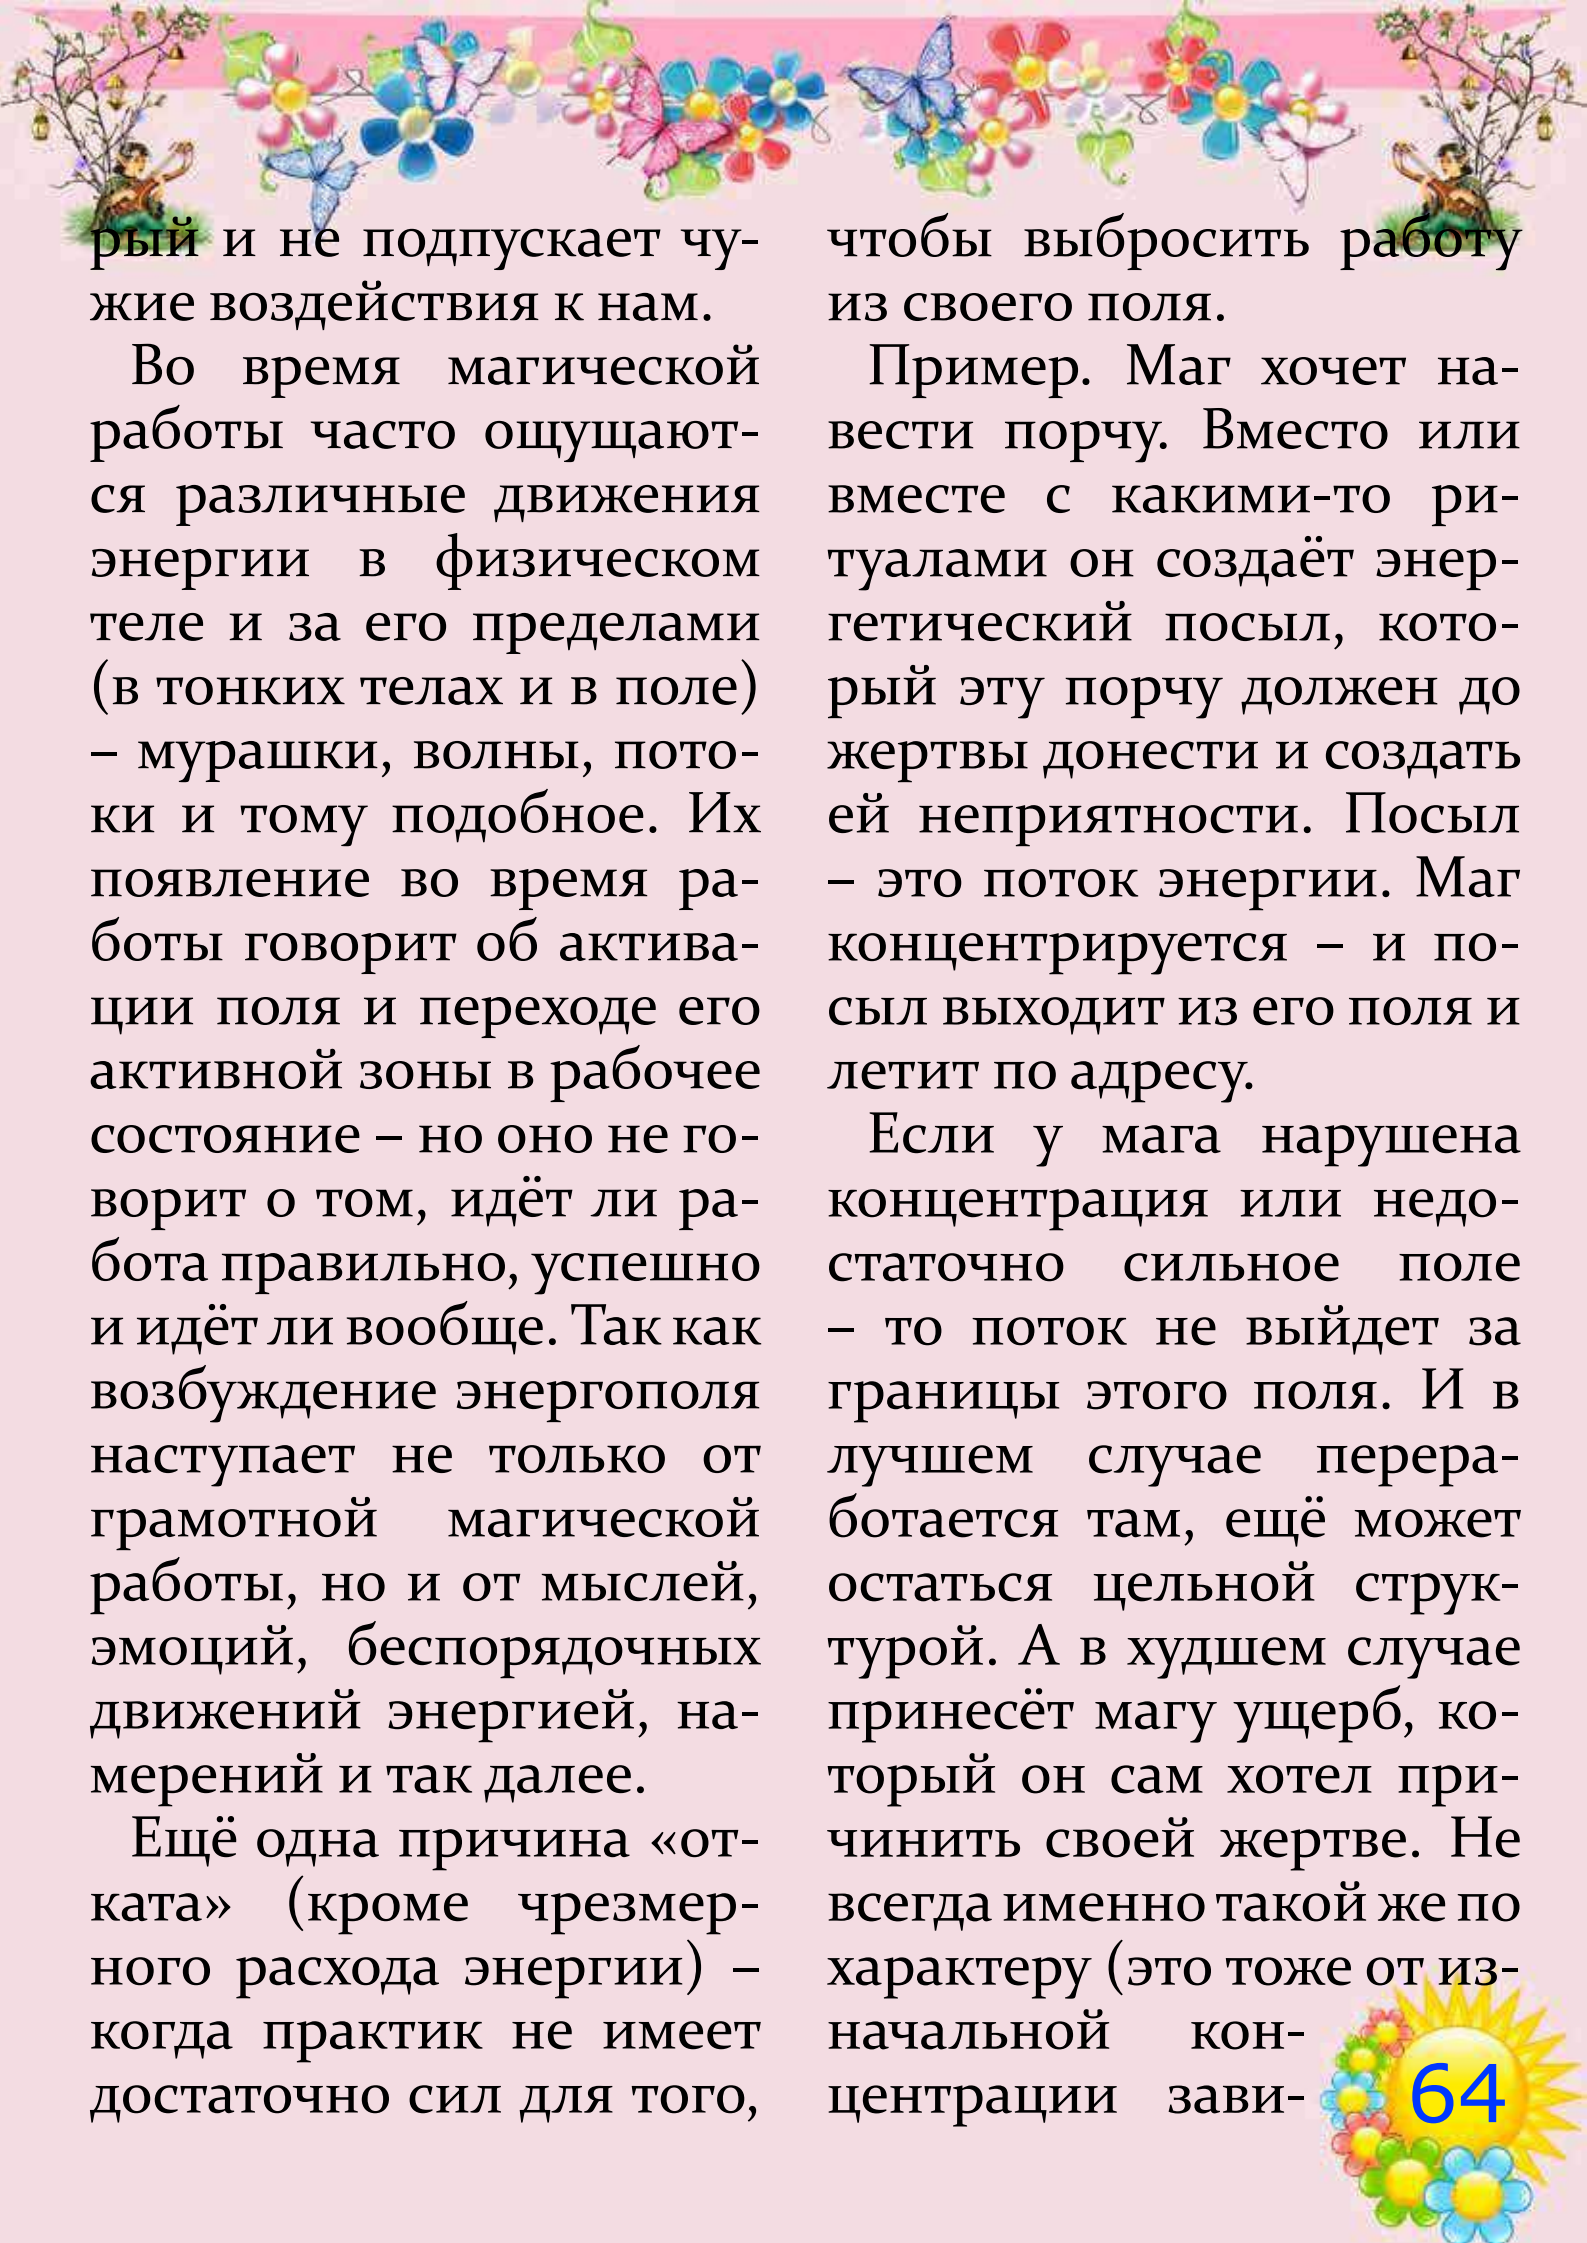 рый и не подпускает чу-
жие воздействия к нам.
Во время магической
работы часто ощущают-
ся различные движения
энергии в физическом
теле и за его пределами
(в тонких телах и в поле)
– мурашки, волны, пото-
ки и тому подобное. Их
появление во время ра-
боты говорит об актива-
ции поля и переходе его
активной зоны в рабочее
состояние – но оно не го-
ворит о том, идёт ли ра-
бота правильно, успешно
и идёт ли вообще. Так как
возбуждение энергополя
наступает не только от
грамотной магической
работы, но и от мыслей,
эмоций, беспорядочных
движений энергией, на-
мерений и так далее.
Ещё одна причина «от-
ката» (кроме чрезмер-
ного расхода энергии) –
когда практик не имеет
достаточно сил для того,
чтобы выбросить работу
из своего поля.
Пример. Маг хочет на-
вести порчу. Вместо или
вместе с какими-то ри-
туалами он создаёт энер-
гетический посыл, кото-
рый эту порчу должен до
жертвы донести и создать
ей неприятности. Посыл
– это поток энергии. Маг
концентрируется – и по-
сыл выходит из его поля и
летит по адресу.
Если у мага нарушена
концентрация или недо-
статочно сильное поле
– то поток не выйдет за
границы этого поля. И в
лучшем случае перера-
ботается там, ещё может
остаться цельной струк-
турой. А в худшем случае
принесёт магу ущерб, ко-
торый он сам хотел при-
чинить своей жертве. Не
всегда именно такой же по
характеру (это тоже от из-
начальной кон-
центрации зави-
64